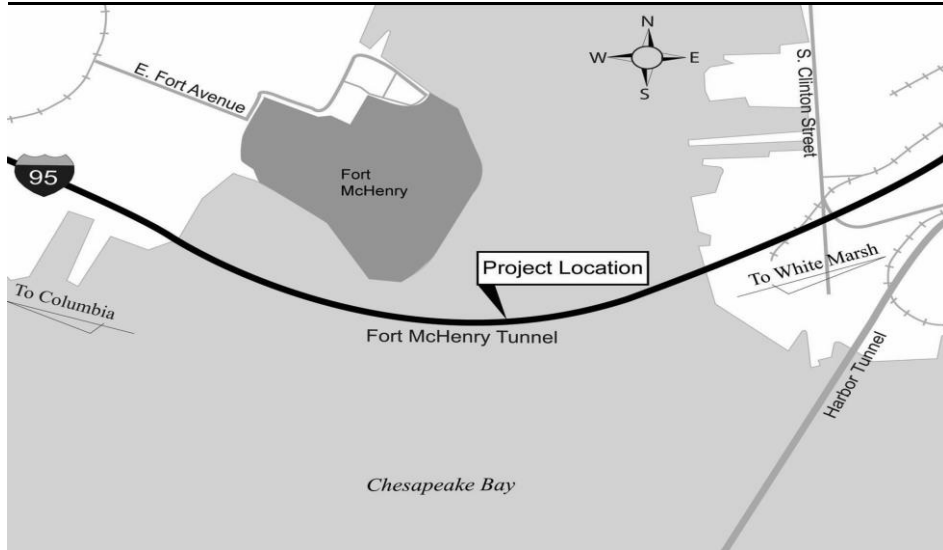 N
W
E
S
E. Fort Avenue
S. Clinton Street
95
Fort
McHenry
Project Location
To White Marsh
To Columbia
Fort McHenry Tunnel
Harbor Tunnel
Chesapeake Bay